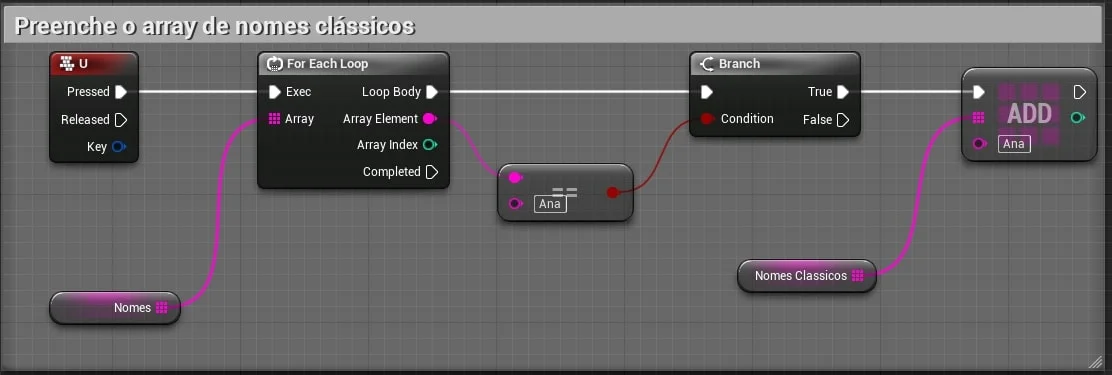 Preenche o array de nomes clássicos
U
Pressed
Released
Key
For Each Loop
Exec
Loop Body
Array
Array Element
Array Index
Completed
==
Ana
Branch
True
Condition
False
ADD
Ana
Nomes Classicos
Nomes